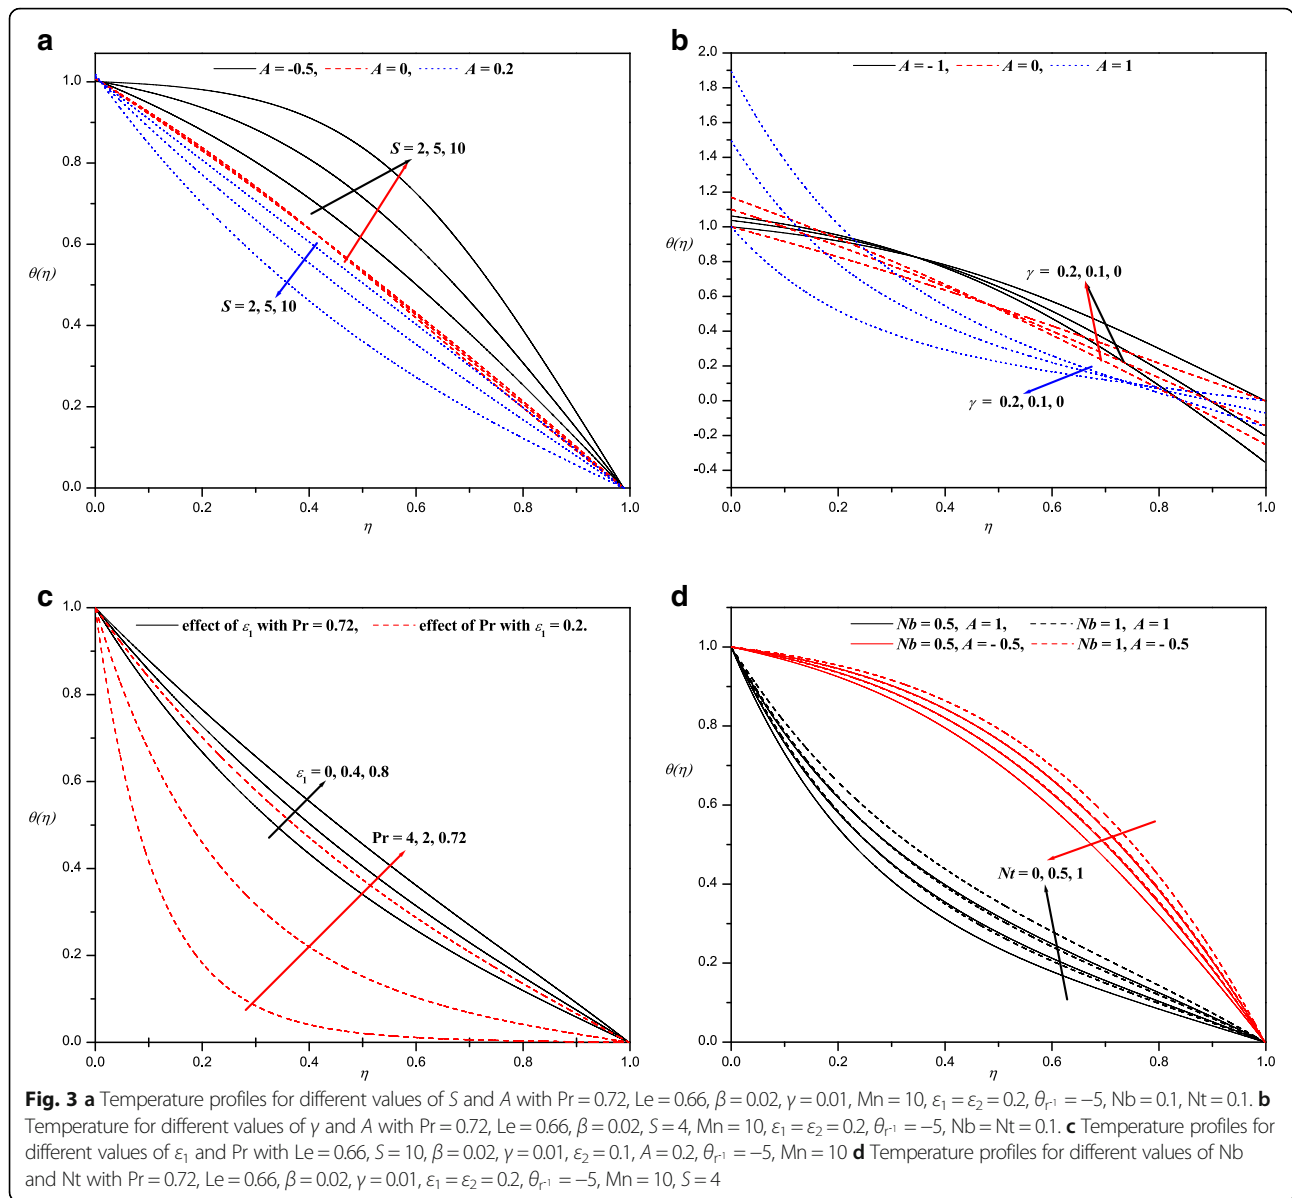 a
A = -0.5, A = 0, A = 0.2
1.0
0.8
0.6
θ(η)
0.4
0.2
0.0
S = 2, 5, 10
S = 2, 5, 10
0.0 0.2 0.4 0.6 0.8 1.0
η
b
A = - 1, A = 0, A = 1
2.0
1.8
1.6
1.4
1.2
1.0
θ(η)
0.8
0.6
0.4
0.2
0.0
-0.2
-0.4
γ = 0.2, 0.1, 0
γ = 0.2, 0.1, 0
0.0 0.2 0.4 0.6 0.8 1.0
η
c
effect of ε₁ with Pr = 0.72, effect of Pr with ε₁ = 0.2.
1.0
0.8
0.6
θ(η)
0.4
0.2
0.0
ε₁ = 0, 0.4, 0.8
Pr = 4, 2, 0.72
0.0 0.2 0.4 0.6 0.8 1.0
η
d
Nb = 0.5, A = 1, Nb = 1, A = 1
Nb = 0.5, A = - 0.5, Nb = 1, A = - 0.5
1.0
0.8
θ(η)
0.6
0.4
0.2
0.0
Nt = 0, 0.5, 1
0.0 0.2 0.4 0.6 0.8 1.0
η
Fig. 3 a Temperature profiles for different values of S and A with Pr = 0.72, Le = 0.66, β = 0.02, γ = 0.01, Mn = 10, ε₁ = ε₂ = 0.2, θr⁻¹ = −5, Nb = 0.1, Nt = 0.1. b
Temperature for different values of γ and A with Pr = 0.72, Le = 0.66, β = 0.02, S = 4, Mn = 10, ε₁ = ε₂ = 0.2, θr⁻¹ = −5, Nb = Nt = 0.1. c Temperature profiles for
different values of ε₁ and Pr with Le = 0.66, S = 10, β = 0.02, γ = 0.01, ε₂ = 0.1, A = 0.2, θr⁻¹ = −5, Mn = 10 d Temperature profiles for different values of Nb
and Nt with Pr = 0.72, Le = 0.66, β = 0.02, γ = 0.01, ε₁ = ε₂ = 0.2, θr⁻¹ = −5, Mn = 10, S = 4